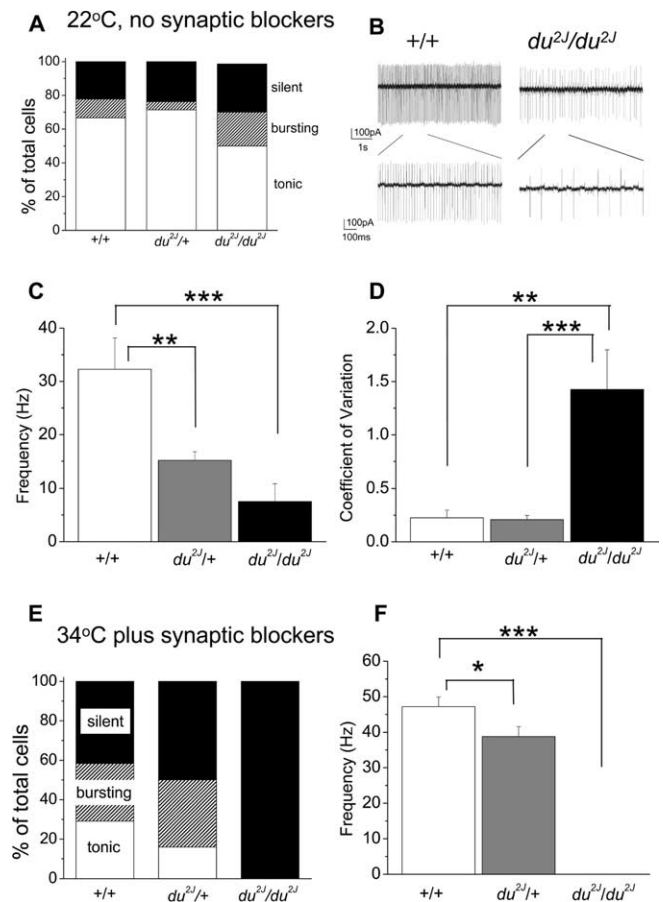 A 22°C, no synaptic blockers
% of total cells
100
80
60
40
20
0
silent
bursting
tonic
+/+ du²ᴶ/+ du²ᴶ/du²ᴶ
B
+/+ du²ᴶ/du²ᴶ
100pA
1s
100pA
100ms
C
Frequency (Hz)
40
30
20
10
0
***
**
+/+ du²ᴶ/+ du²ᴶ/du²ᴶ
D
Coefficient of Variation
2.0
1.5
1.0
0.5
0.0
**
***
+/+ du²ᴶ/+ du²ᴶ/du²ᴶ
E 34°C plus synaptic blockers
% of total cells
100
80
60
40
20
0
silent
bursting
tonic
+/+ du²ᴶ/+ du²ᴶ/du²ᴶ
F
Frequency (Hz)
60
50
40
30
20
10
0
***
*
+/+ du²ᴶ/+ du²ᴶ/du²ᴶ